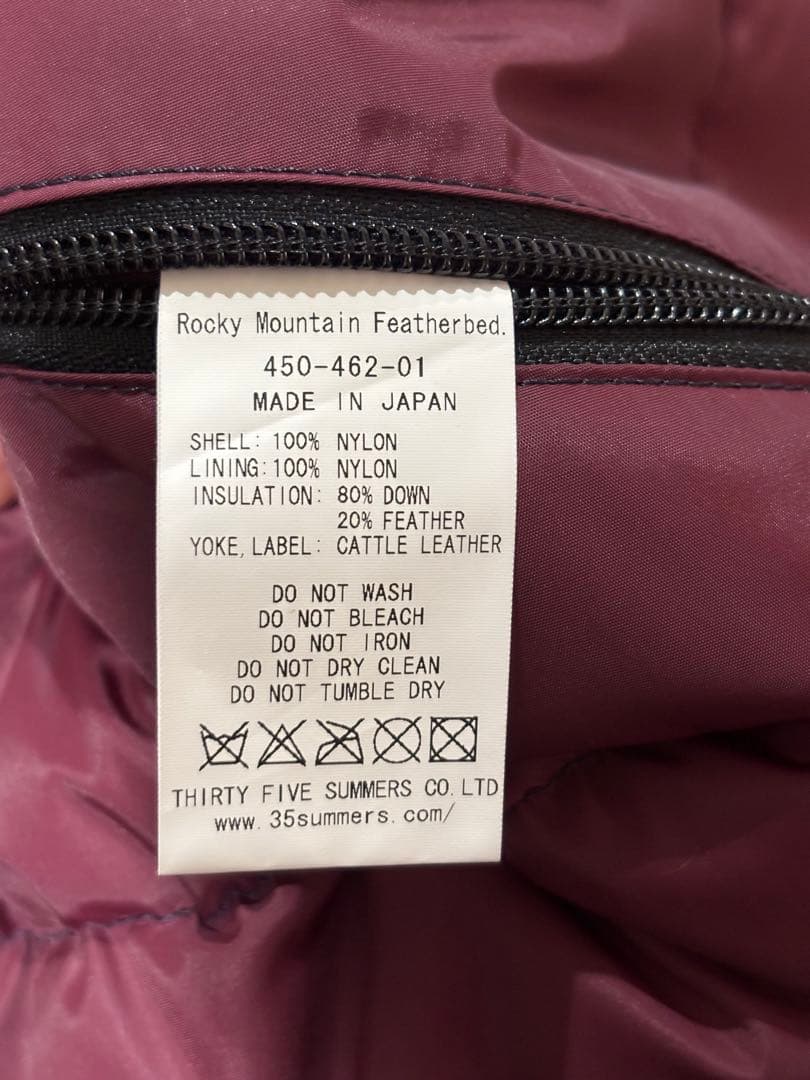 Rocky Mountain Featherbed.
450-462-01
MADE IN JAPAN
SHELL: 100% NYLON
LINING: 100% NYLON
INSULATION: 80% DOWN
20% FEATHER
YOKE, LABEL: CATTLE LEATHER
DO NOT WASH
DO NOT BLEACH
DO NOT IRON
DO NOT DRY CLEAN
DO NOT TUMBLE DRY
THIRTY FIVE SUMMERS CO. LTD
www. 35summers. com/